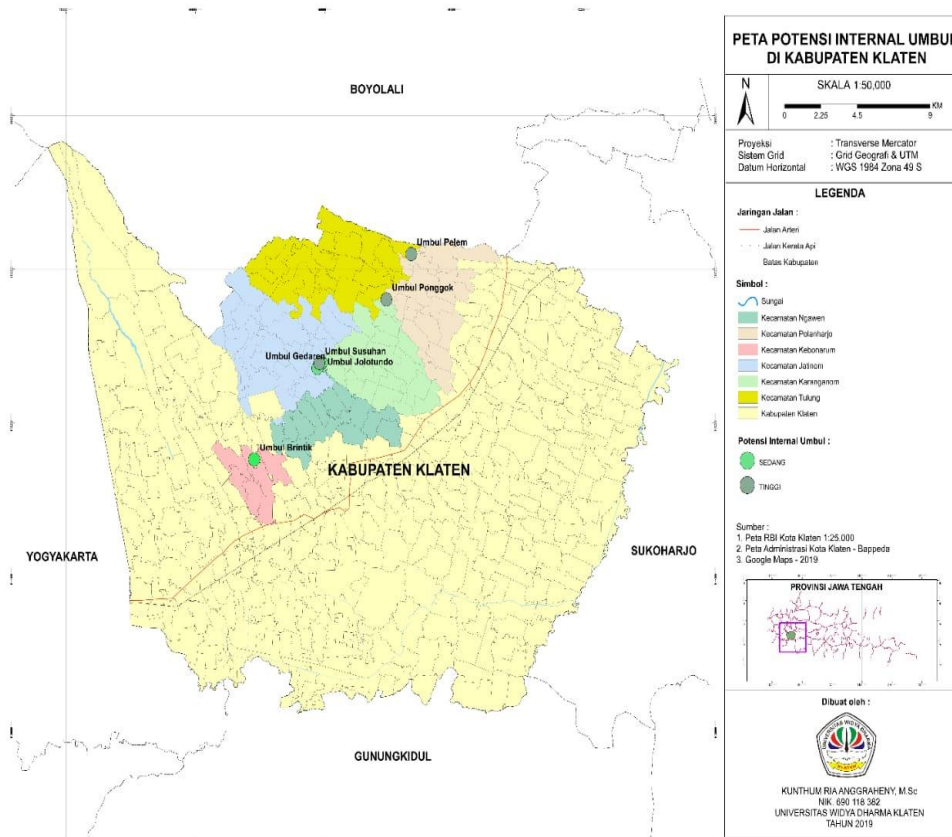 BOYOLALI
Umbul Pelem
Umbul Ponggok
Umbul Susuhan
Umbul Gedaren
Umbul Jolotundo
Umbul Brintik
KABUPATEN KLATEN
YOGYAKARTA
SUKOHARJO
GUNUNGKIDUL
PETA POTENSI INTERNAL UMBUL
DI KABUPATEN KLATEN
N
SKALA 1:50,000
KM
0 2.25 4.5 9
Proyeksi : Transverse Mercator
Sistem Grid : Grid Geografi & UTM
Datum Horizontal : WGS 1984 Zona 49 S
LEGENDA
Jaringan Jalan :
Jalan Arteri
Jalan Kereta Api
Batas Kabupaten
Simbol :
Sungai
Kecamatan Ngawen
Kecamatan Polanharjo
Kecamatan Kebonarum
Kecamatan Jatinom
Kecamatan Karanganom
Kecamatan Tulung
Kabupaten Klaten
Potensi Internal Umbul :
SEDANG
TINGGI
Sumber :
1. Peta RBI Kota Klaten 1:25.000
2. Peta Administrasi Kota Klaten - Bappeda
3. Google Maps - 2019
PROVINSI JAWA TENGAH
Dibuat oleh :
UNIVERSITAS WIDYA DHARMA
KLATEN
KUNTHUM RIA ANGGRAHENY, M.Sc
NIK. 690 118 382
UNIVERSITAS WIDYA DHARMA KLATEN
TAHUN 2019